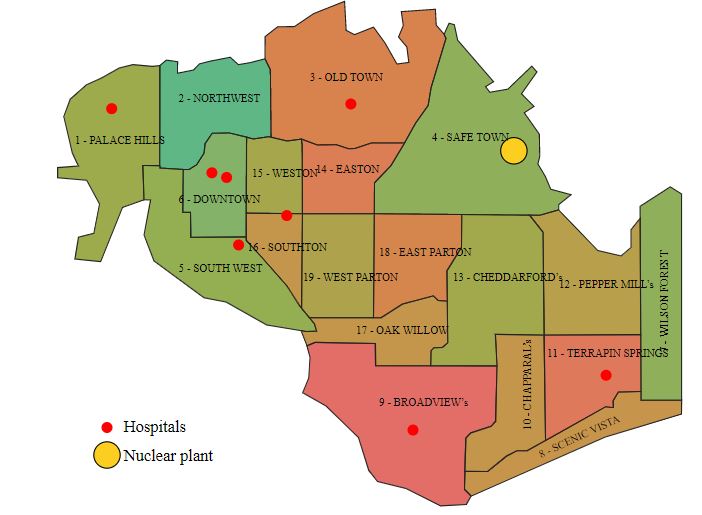 3 - OLD TOWN
2 - NORTHWEST
1 - PALACE HILLS
4 - SAFE TOWN
15 - WESTON
14 - EASTON
6 - DOWNTOWN
16 - SOUTHTON
18 - EAST PARTON
5 - SOUTH WEST
19 - WEST PARTON
13 - CHEDDARFORD's
12 - PEPPER MILL's
7 - WILSON FOREST
17 - OAK WILLOW
11 - TERRAPIN SPRINGS
10 - CHAPPARAL's
9 - BROADVIEW's
8 - SCENIC VISTA
Hospitals
Nuclear plant